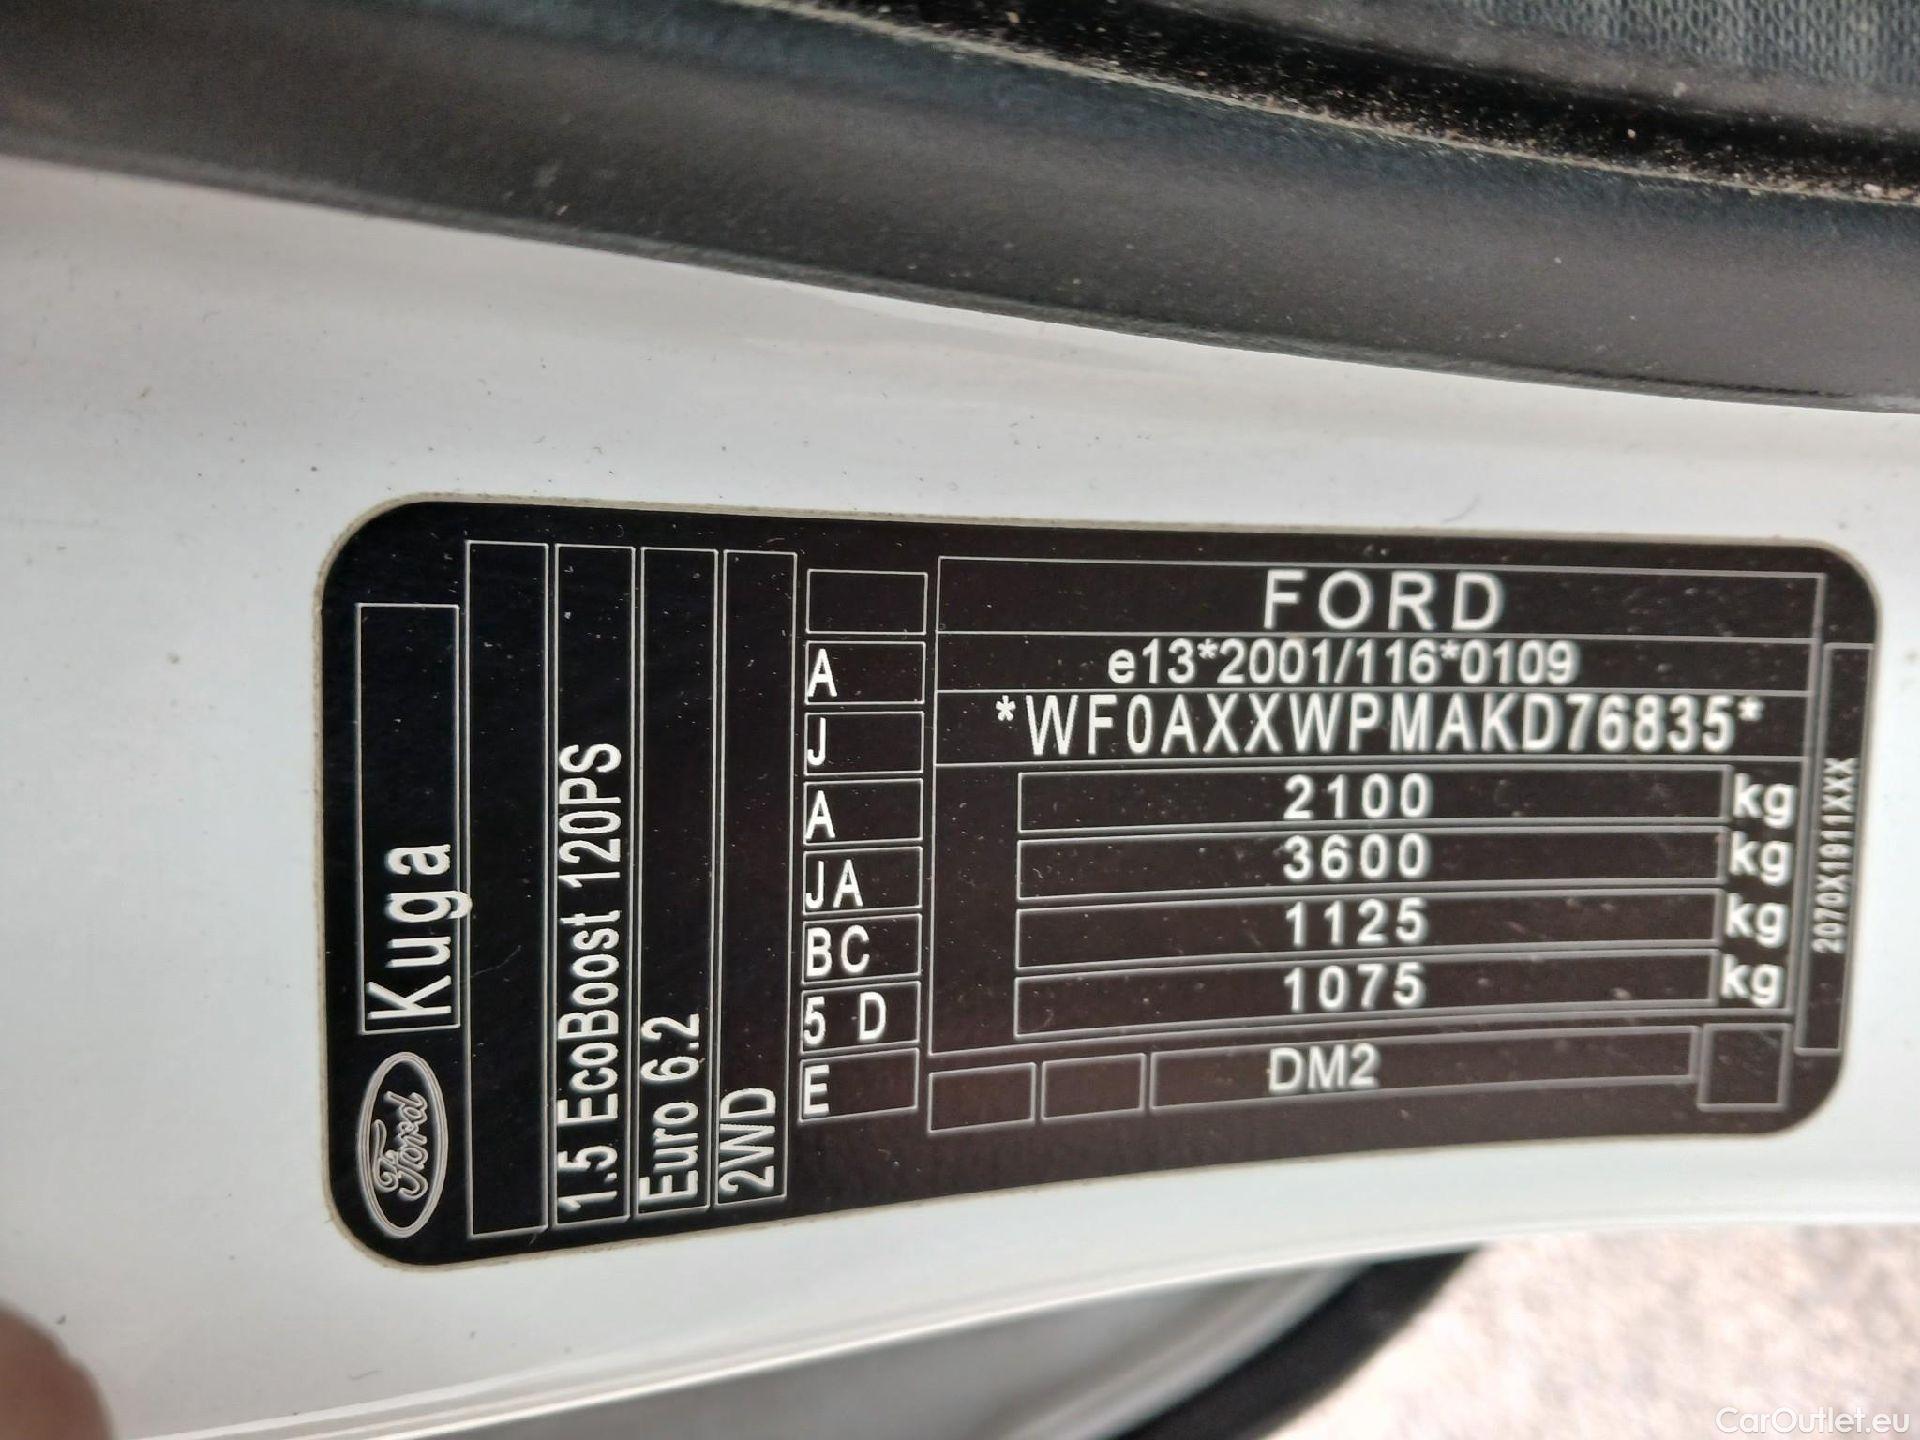 FORD
e13*2001/116*0109
*WF0AXXWPMAKD76835*
2100 kg
3600 kg
1125 kg
1075 kg
DM2
2070X1911XXX
A
J
A
JA
BC
5 D
E
Ford Kuga
1.5 EcoBoost 120PS
Euro 6.2
2WD
CarOutlet.eu